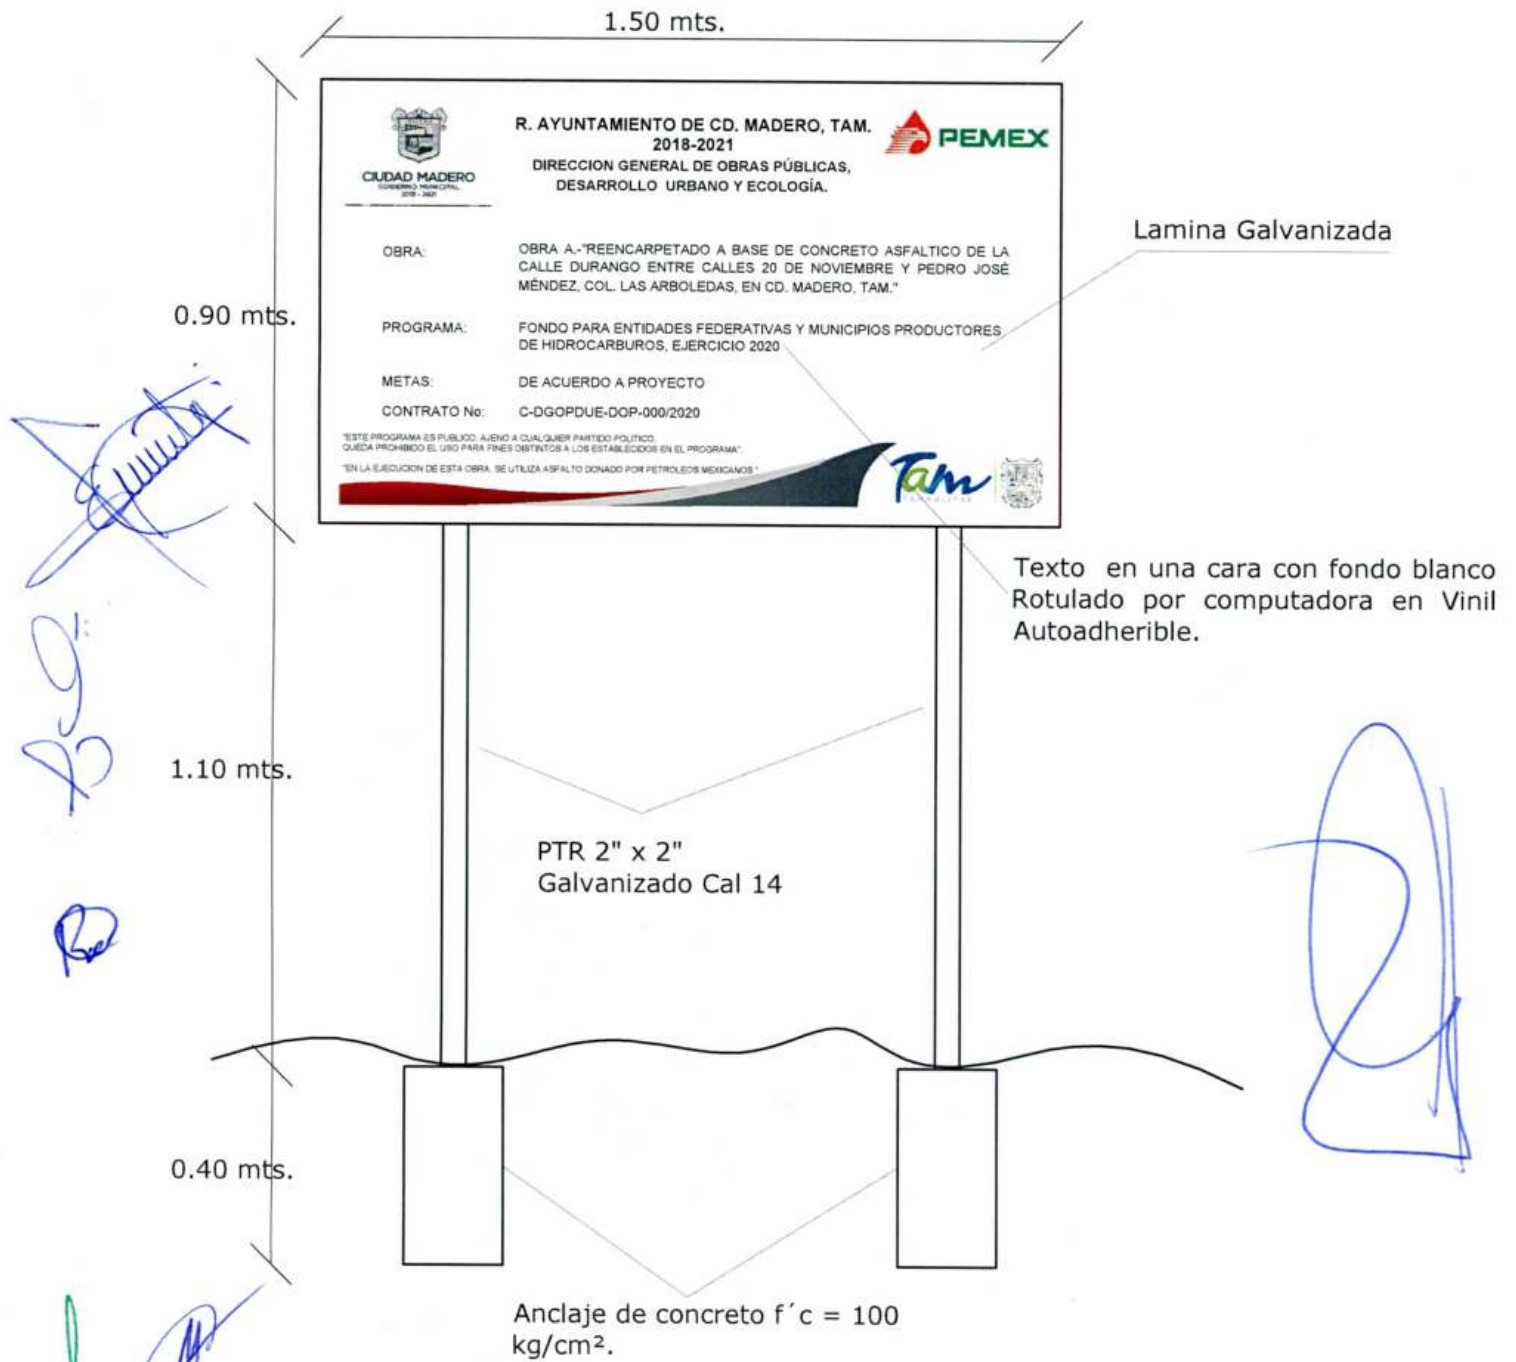 1.50 mts.
R. AYUNTAMIENTO DE CD. MADERO, TAM.
2018-2021
DIRECCION GENERAL DE OBRAS PÚBLICAS,
DESARROLLO URBANO Y ECOLOGÍA.
CIUDAD MADERO
GOBIERNO MUNICIPAL
2018 - 2021
PEMEX
Lamina Galvanizada
OBRA:
OBRA A.-"REENCARPETADO A BASE DE CONCRETO ASFALTICO DE LA
CALLE DURANGO ENTRE CALLES 20 DE NOVIEMBRE Y PEDRO JOSÉ
MÉNDEZ, COL. LAS ARBOLEDAS, EN CD. MADERO, TAM."
0.90 mts.
PROGRAMA:
FONDO PARA ENTIDADES FEDERATIVAS Y MUNICIPIOS PRODUCTORES
DE HIDROCARBUROS, EJERCICIO 2020
METAS:
DE ACUERDO A PROYECTO
CONTRATO No:
C-DGOPDUE-DOP-000/2020
"ESTE PROGRAMA ES PUBLICO, AJENO A CUALQUIER PARTIDO POLITICO.
QUEDA PROHIBIDO EL USO PARA FINES DISTINTOS A LOS ESTABLECIDOS EN EL PROGRAMA".
"EN LA EJECUCION DE ESTA OBRA, SE UTILIZA ASFALTO DONADO POR PETROLEOS MEXICANOS."
Tam
TAMAULIPAS
Texto en una cara con fondo blanco
Rotulado por computadora en Vinil
Autoadherible.
1.10 mts.
PTR 2" x 2"
Galvanizado Cal 14
0.40 mts.
Anclaje de concreto f´c = 100
kg/cm².